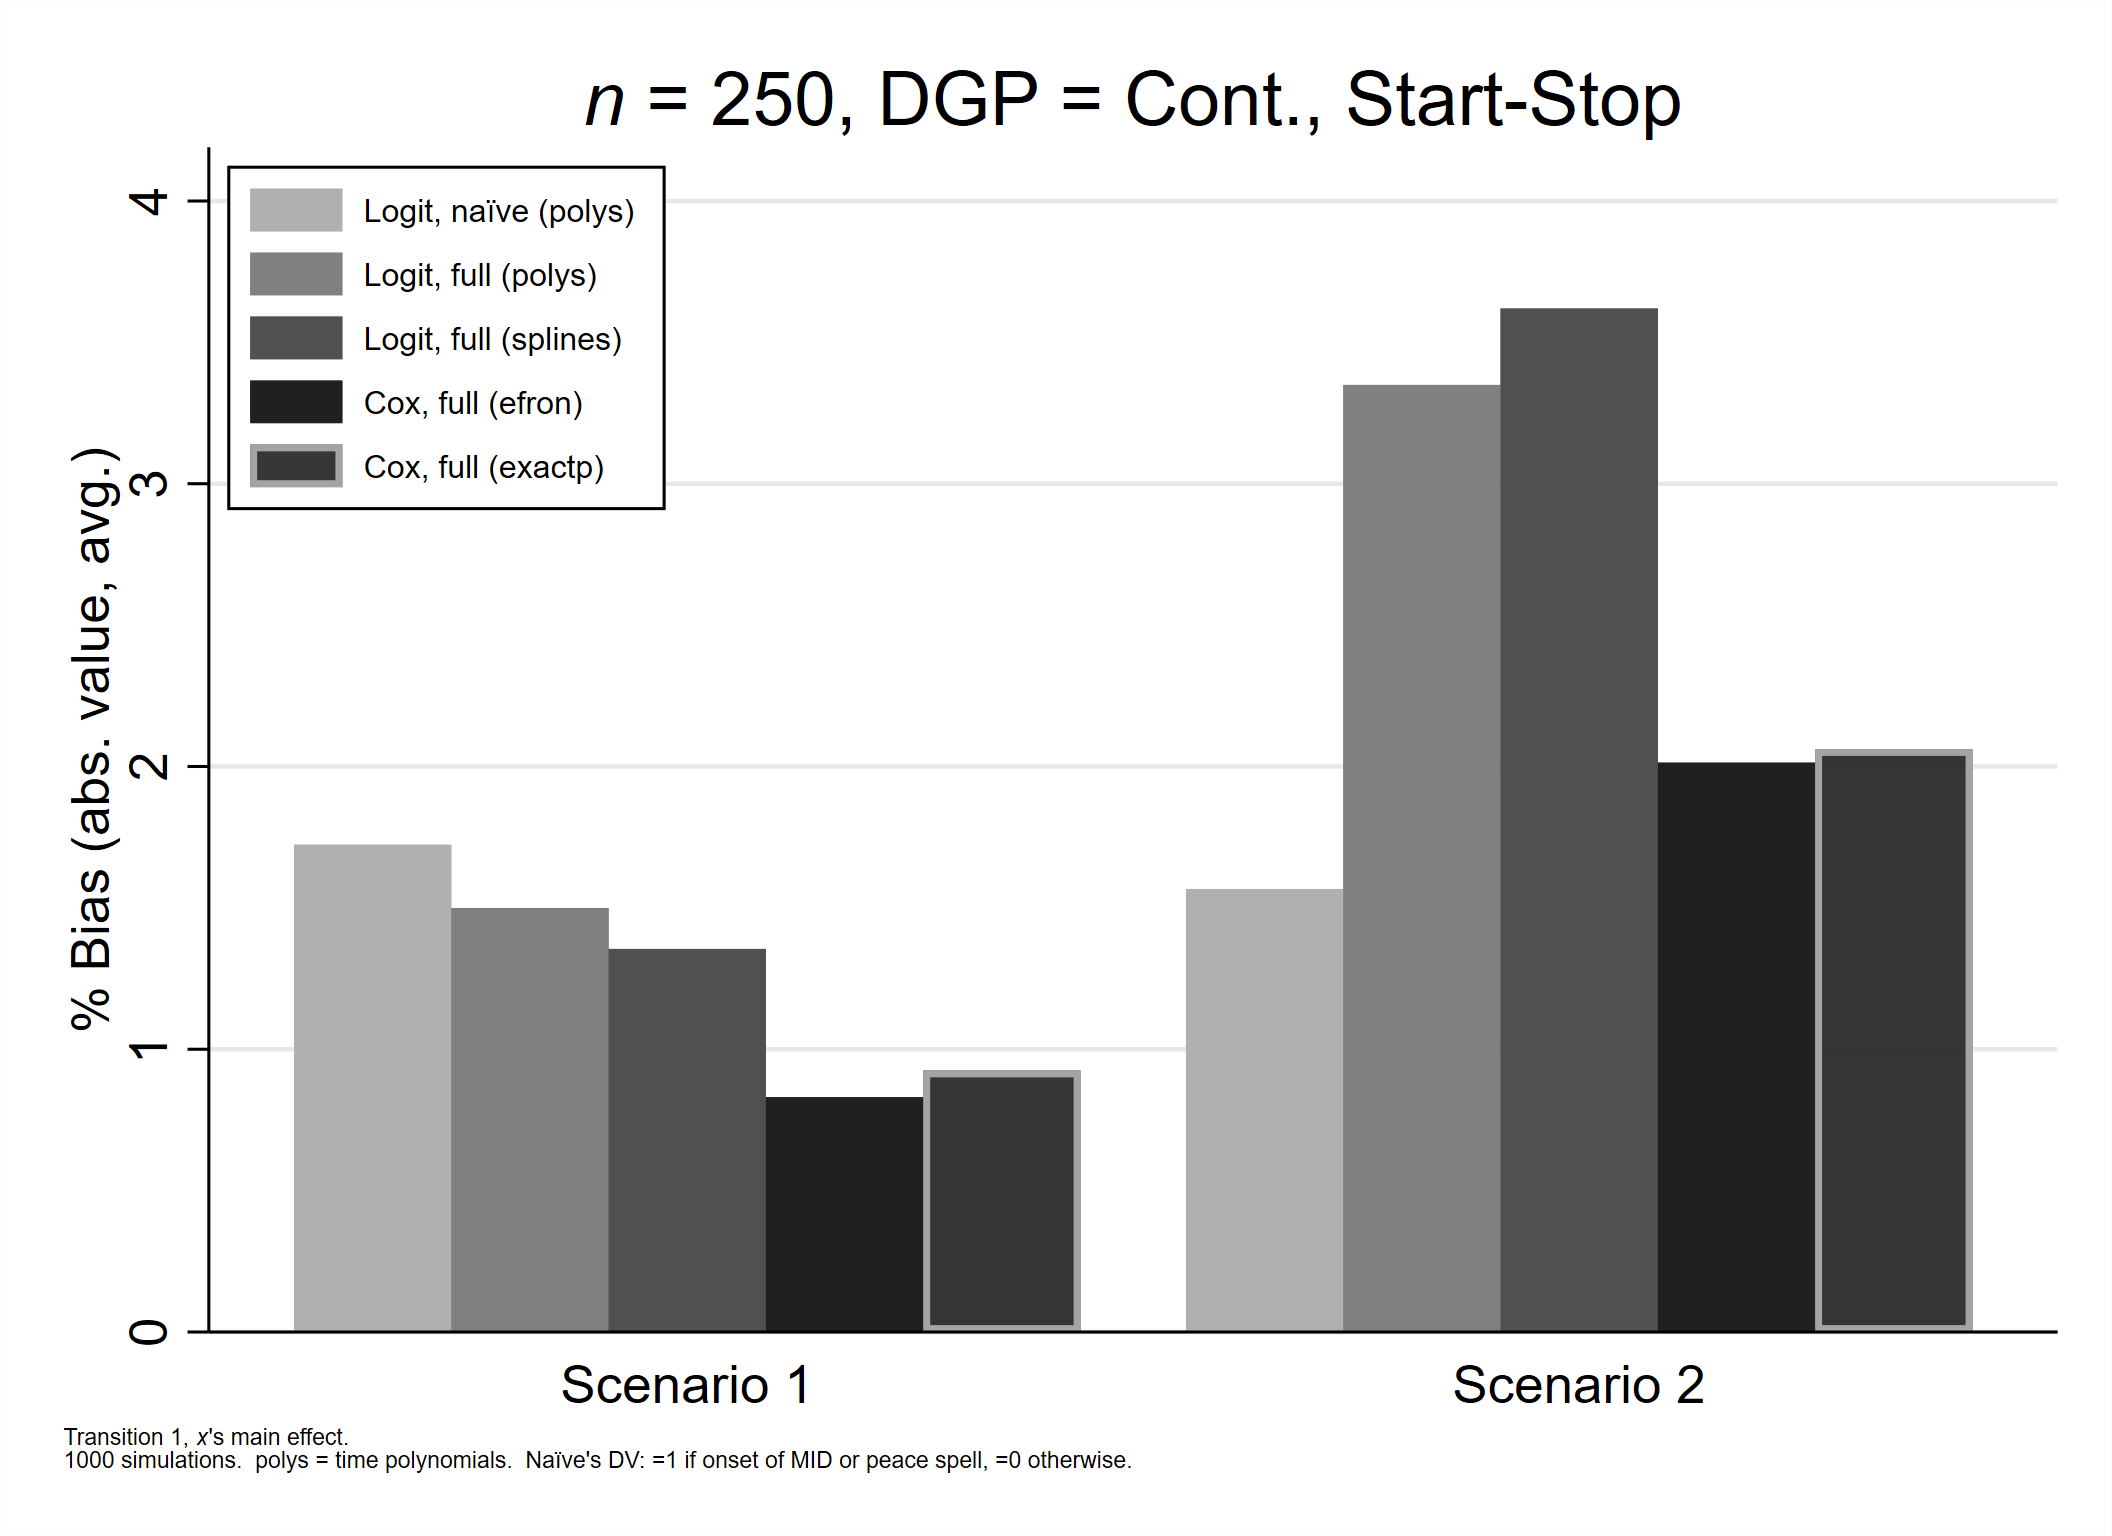 n = 250, DGP = Cont., Start-Stop
Logit, naïve (polys)
Logit, full (polys)
Logit, full (splines)
Cox, full (efron)
Cox, full (exactp)
% Bias (abs. value, avg.)
4
3
2
1
0
Scenario 1
Scenario 2
Transition 1, x's main effect.
1000 simulations.  polys = time polynomials.  Naïve's DV: =1 if onset of MID or peace spell, =0 otherwise.